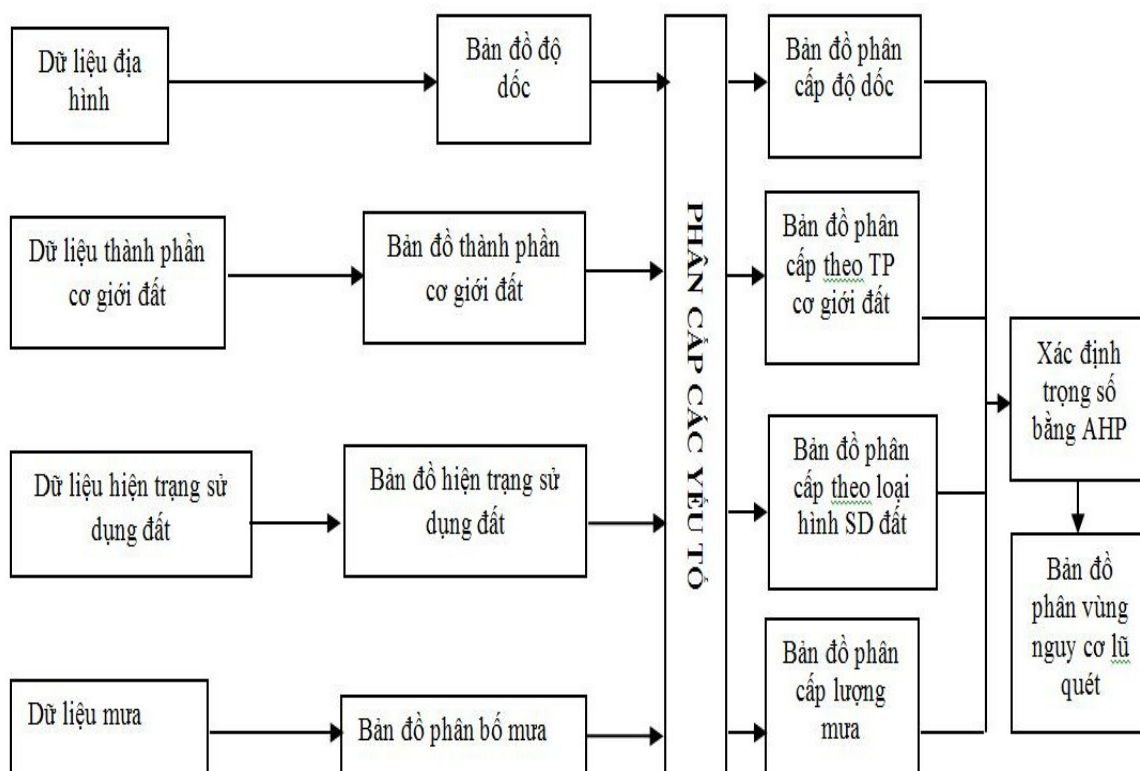 Dữ liệu địa
hình
Bản đồ độ
dốc
Bản đồ phân
cấp độ dốc
Dữ liệu thành phần
cơ giới đất
Bản đồ thành phần
cơ giới đất
PHÂN CẤP CÁC YẾU TỐ
Bản đồ phân
cấp theo TP
cơ giới đất
Dữ liệu hiện trạng sử
dụng đất
Bản đồ hiện trạng sử
dụng đất
Bản đồ phân
cấp theo loại
hình SD đất
Dữ liệu mưa
Bản đồ phân bố mưa
Bản đồ phân
cấp lượng
mưa
Xác định
trọng số
bằng AHP
Bản đồ
phân vùng
nguy cơ lũ
quét